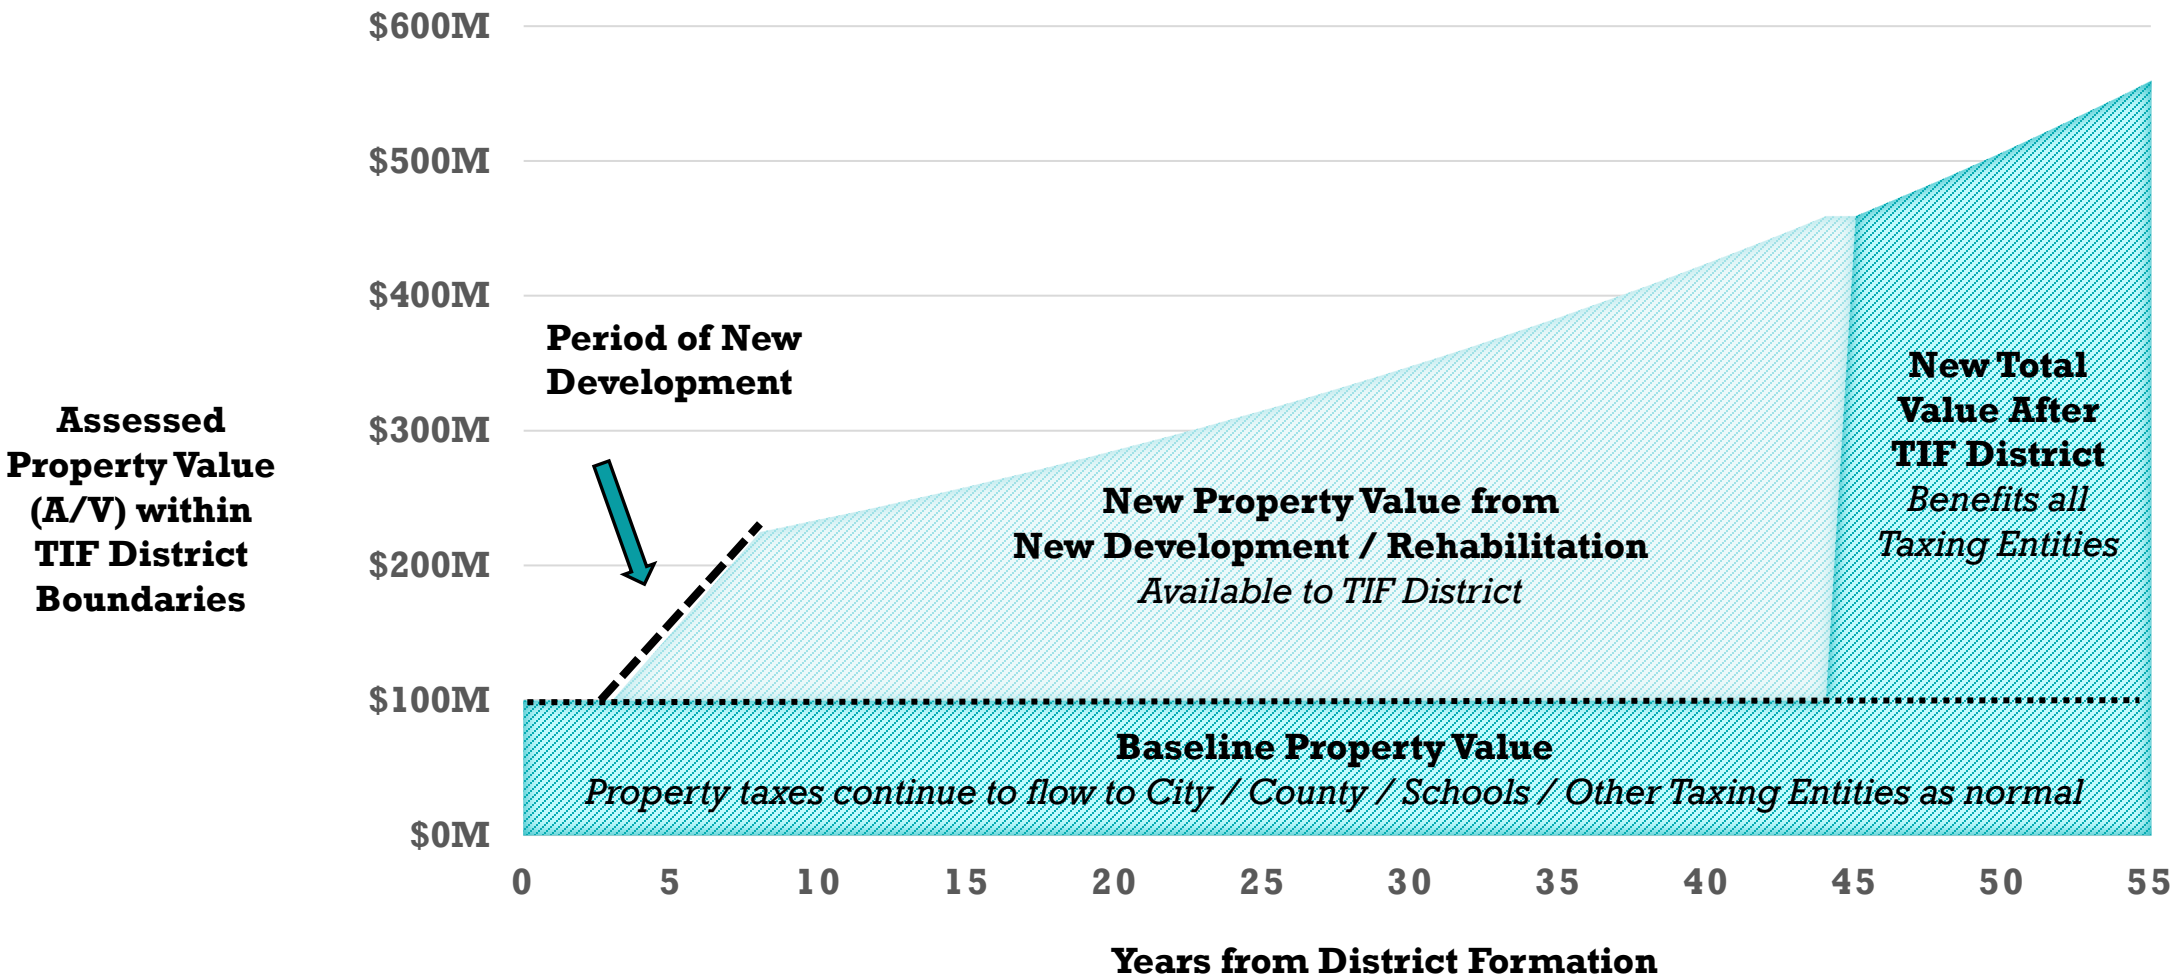 $600M
$500M
$400M
$300M
$200M
$100M
$0M
Assessed
Property Value
(A/V) within
TIF District
Boundaries
Period of New
Development
New Property Value from
New Development / Rehabilitation
Available to TIF District
New Total
Value After
TIF District
Benefits all
Taxing Entities
Baseline Property Value
Property taxes continue to flow to City / County / Schools / Other Taxing Entities as normal
0 5 10 15 20 25 30 35 40 45 50 55
Years from District Formation